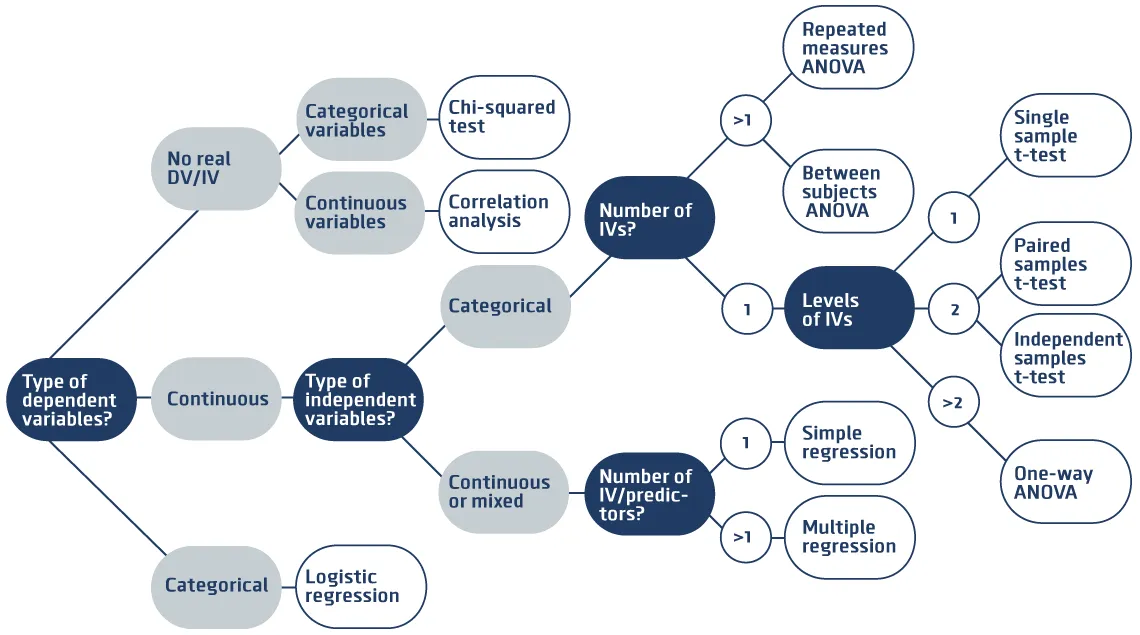 Type of
dependent
variables?
No real
DV/IV
Categorical
variables
Chi-squared
test
Continuous
variables
Correlation
analysis
Continuous
Type of
independent
variables?
Categorical
Number of
IVs?
>1
Repeated
measures
ANOVA
Between
subjects
ANOVA
1
Levels
of IVs
1
Single
sample
t-test
2
Paired
samples
t-test
Independent
samples
t-test
>2
One-way
ANOVA
Continuous
or mixed
Number of
IV/predic-
tors?
1
Simple
regression
>1
Multiple
regression
Categorical
Logistic
regression